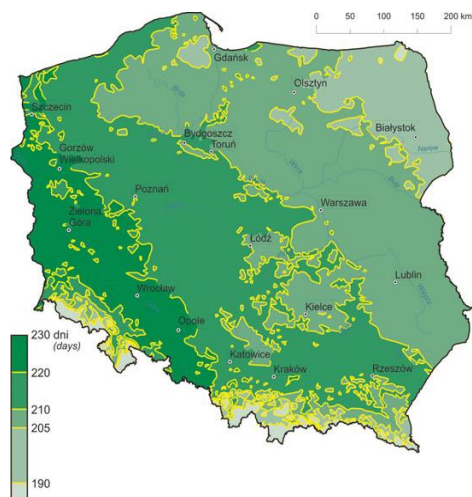 0 50 100 150 200 km
Gdańsk
Olsztyn
Szczecin
Białystok
Bydgoszcz
Toruń
Narew
Gorzów
Wielkopolski
Bug
Poznań
Warszawa
Zielona
Góra
Łódź
Lublin
Wrocław
Kielce
Opole
230 dni
(days)
Katowice
Kraków
Rzeszów
220
210
205
190